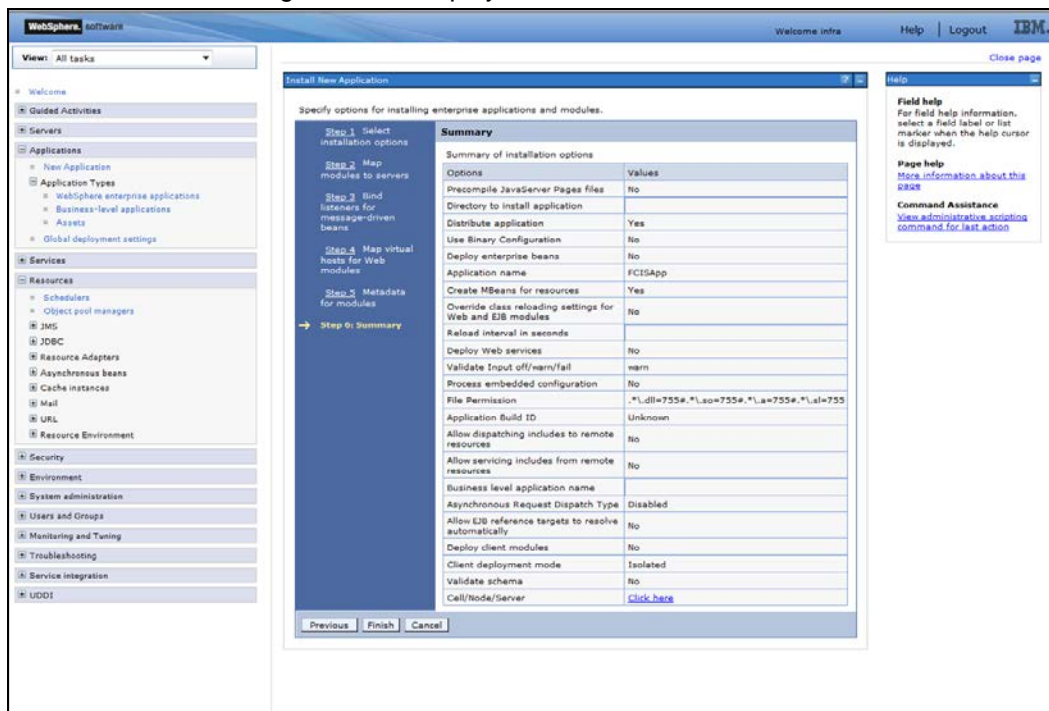 WebSphere. software
Welcome infra
Help | Logout
IBM.
View: All tasks
Close page
Welcome
Guided Activities
Servers
Applications
New Application
Application Types
WebSphere enterprise applications
Business-level applications
Assets
Global deployment settings
Services
Resources
Schedulers
Object pool managers
JMS
JDBC
Resource Adapters
Asynchronous beans
Cache instances
Mail
URL
Resource Environment
Security
Environment
System administration
Users and Groups
Monitoring and Tuning
Troubleshooting
Service integration
UDDI
Install New Application
Specify options for installing enterprise applications and modules.
Step 1 Select
installation options
Step 2 Map
modules to servers
Step 3 Bind
listeners for
message-driven
beans
Step 4 Map virtual
hosts for Web
modules
Step 5 Metadata
for modules
Step 6: Summary
Summary
Summary of installation options
Options Values
Precompile JavaServer Pages files No
Directory to install application
Distribute application Yes
Use Binary Configuration No
Deploy enterprise beans No
Application name FCISApp
Create MBeans for resources Yes
Override class reloading settings for
Web and EJB modules No
Reload interval in seconds
Deploy Web services No
Validate Input off/warn/fail warn
Process embedded configuration No
File Permission .*\.dll=755#.*\.so=755#.*\.a=755#.*\.sl=755
Application Build ID Unknown
Allow dispatching includes to remote
resources No
Allow servicing includes from remote
resources No
Business level application name
Asynchronous Request Dispatch Type Disabled
Allow EJB reference targets to resolve
automatically No
Deploy client modules No
Client deployment mode Isolated
Validate schema No
Cell/Node/Server Click here
Previous Finish Cancel
Help
Field help
For field help information,
select a field label or list
marker when the help cursor
is displayed.
Page help
More information about this
page
Command Assistance
View administrative scripting
command for last action